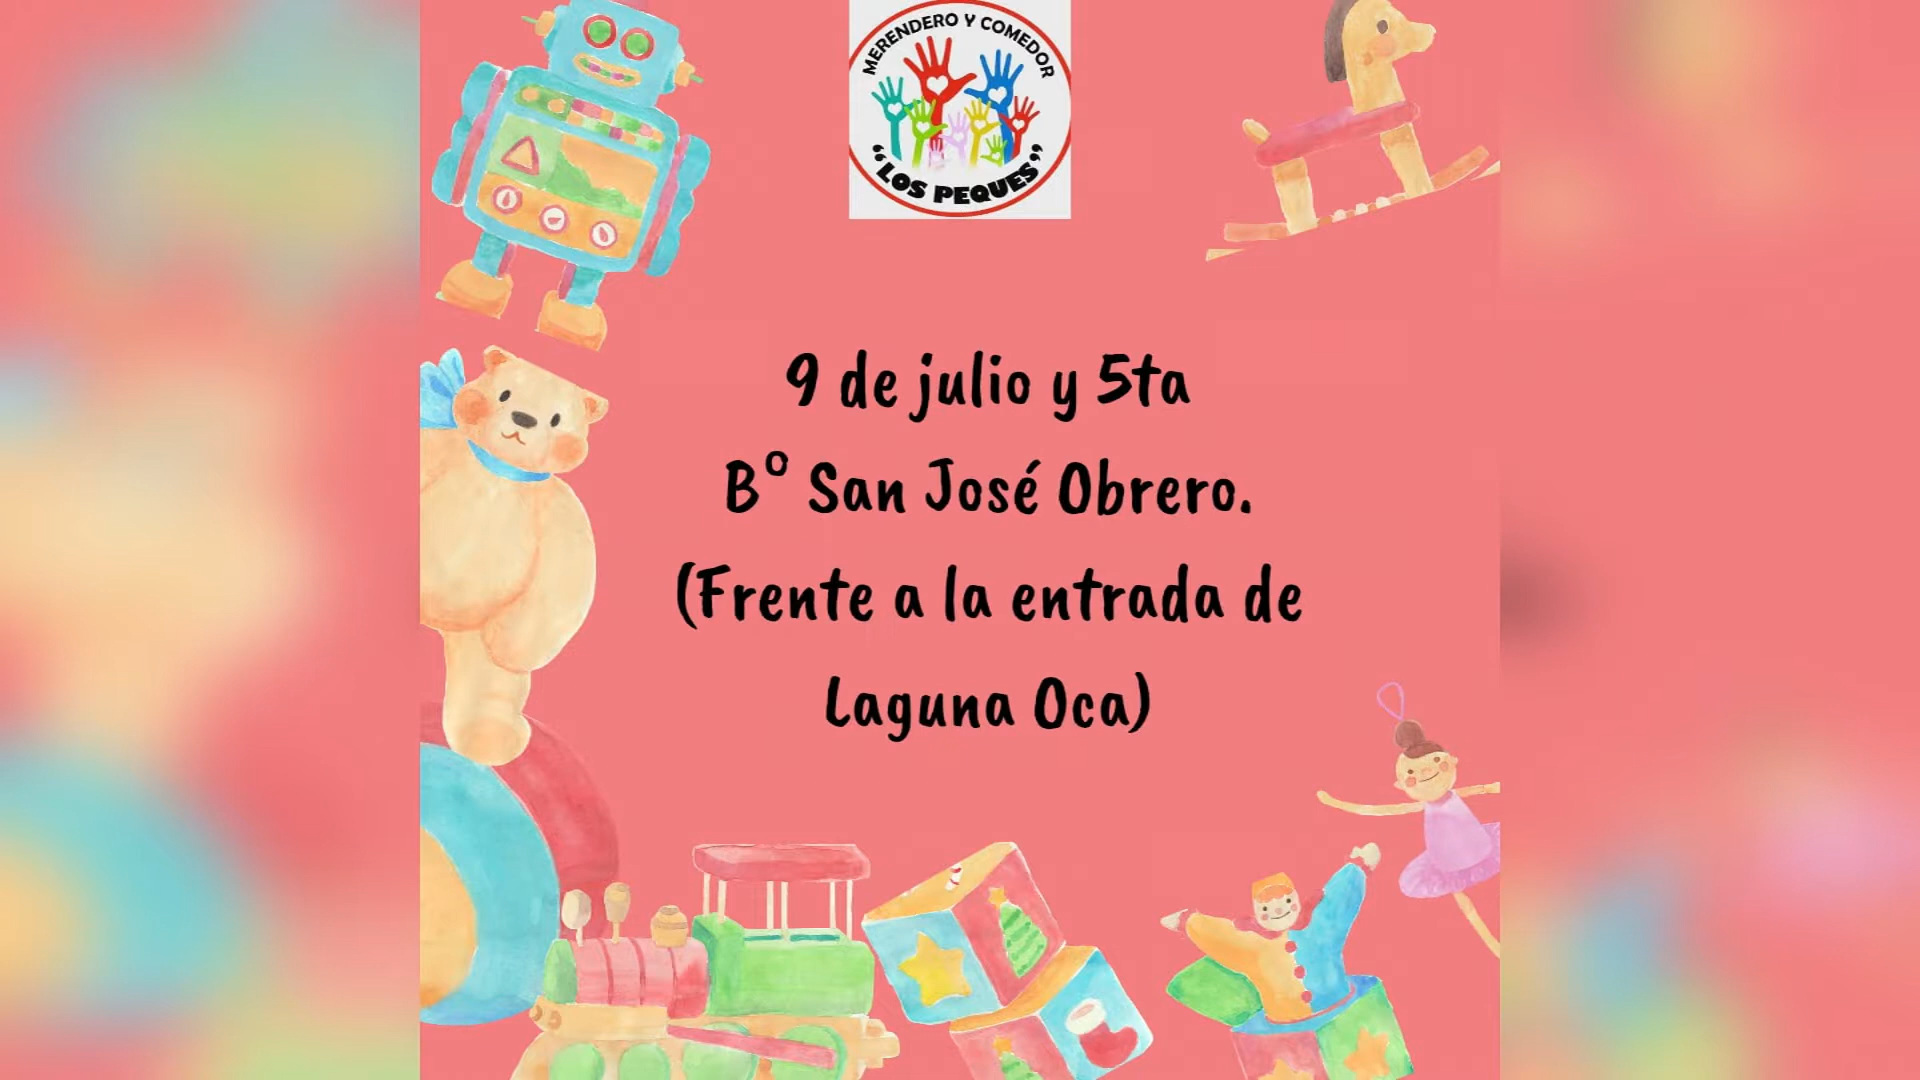 MERENDERO Y COMEDOR
“LOS PEQUES”
9 de julio y 5ta
B° San José Obrero.
(Frente a la entrada de
Laguna Oca)